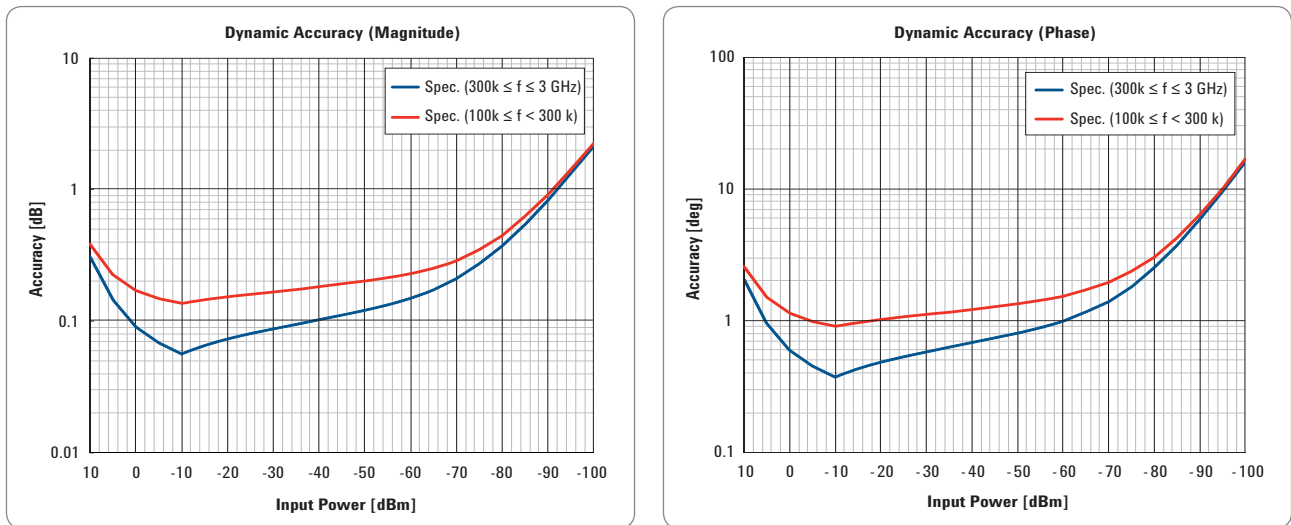 Dynamic Accuracy (Magnitude)
10
1
0.1
0.01
Accuracy [dB]
Spec. (300k ≤ f ≤ 3 GHz)
Spec. (100k ≤ f < 300 k)
10 0 -10 -20 -30 -40 -50 -60 -70 -80 -90 -100
Input Power [dBm]
Dynamic Accuracy (Phase)
100
10
1
0.1
Accuracy [deg]
Spec. (300k ≤ f ≤ 3 GHz)
Spec. (100k ≤ f < 300 k)
10 0 -10 -20 -30 -40 -50 -60 -70 -80 -90 -100
Input Power [dBm]